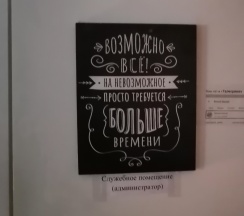 ВОЗМОЖНО
ВСЁ!
НА НЕВОЗМОЖНОЕ
ПРОСТО ТРЕБУЕТСЯ
БОЛЬШЕ
ВРЕМЕНИ
Служебное помещение
(администратор)